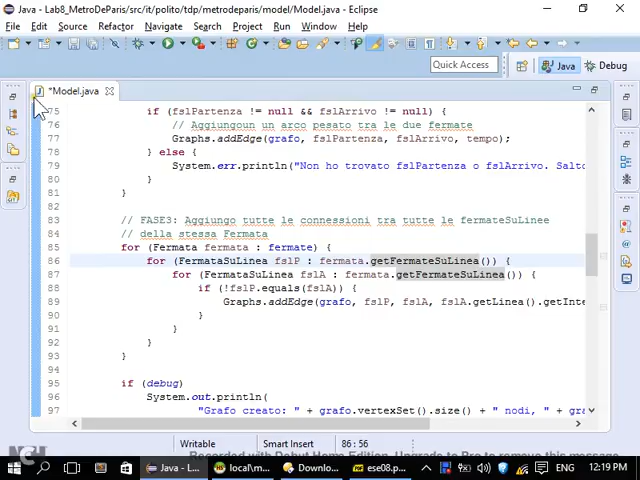 Java - Lab8_MetroDeParis/src/it/polito/tdp/metrodeparis/model/Model.java - Eclipse
File Edit Source Refactor Navigate Search Project Run Window Help
Quick Access Java Debug
*Model.java
75 if (fslPartenza != null && fslArrivo != null) {
76 // Aggiungoun un arco pesato tra le due fermate
77 Graphs.addEdge(grafo, fslPartenza, fslArrivo, tempo);
78 } else {
79 System.err.println("Non ho trovato fslPartenza o fslArrivo. Salto
80 }
81 }
82
83 // FASE3: Aggiungo tutte le connessioni tra tutte le fermateSuLinee
84 // della stessa Fermata
85 for (Fermata fermata : fermate) {
86 for (FermataSuLinea fslP : fermata.getFermateSuLinea()) {
87 for (FermataSuLinea fslA : fermata.getFermateSuLinea()) {
88 if (!fslP.equals(fslA)) {
89 Graphs.addEdge(grafo, fslP, fslA, fslA.getLinea().getInte
90 }
91 }
92 }
93 }
94
95 if (debug)
96 System.out.println(
97 "Grafo creato: " + grafo.vertexSet().size() + " nodi, " + gra
Writable Smart Insert 86 : 56
NCH
Recorded with Debut Home Edition. Upgrade to Pro to remove this message
Java - L... local\m... Downlo... ese08.p... ENG 12:19 PM